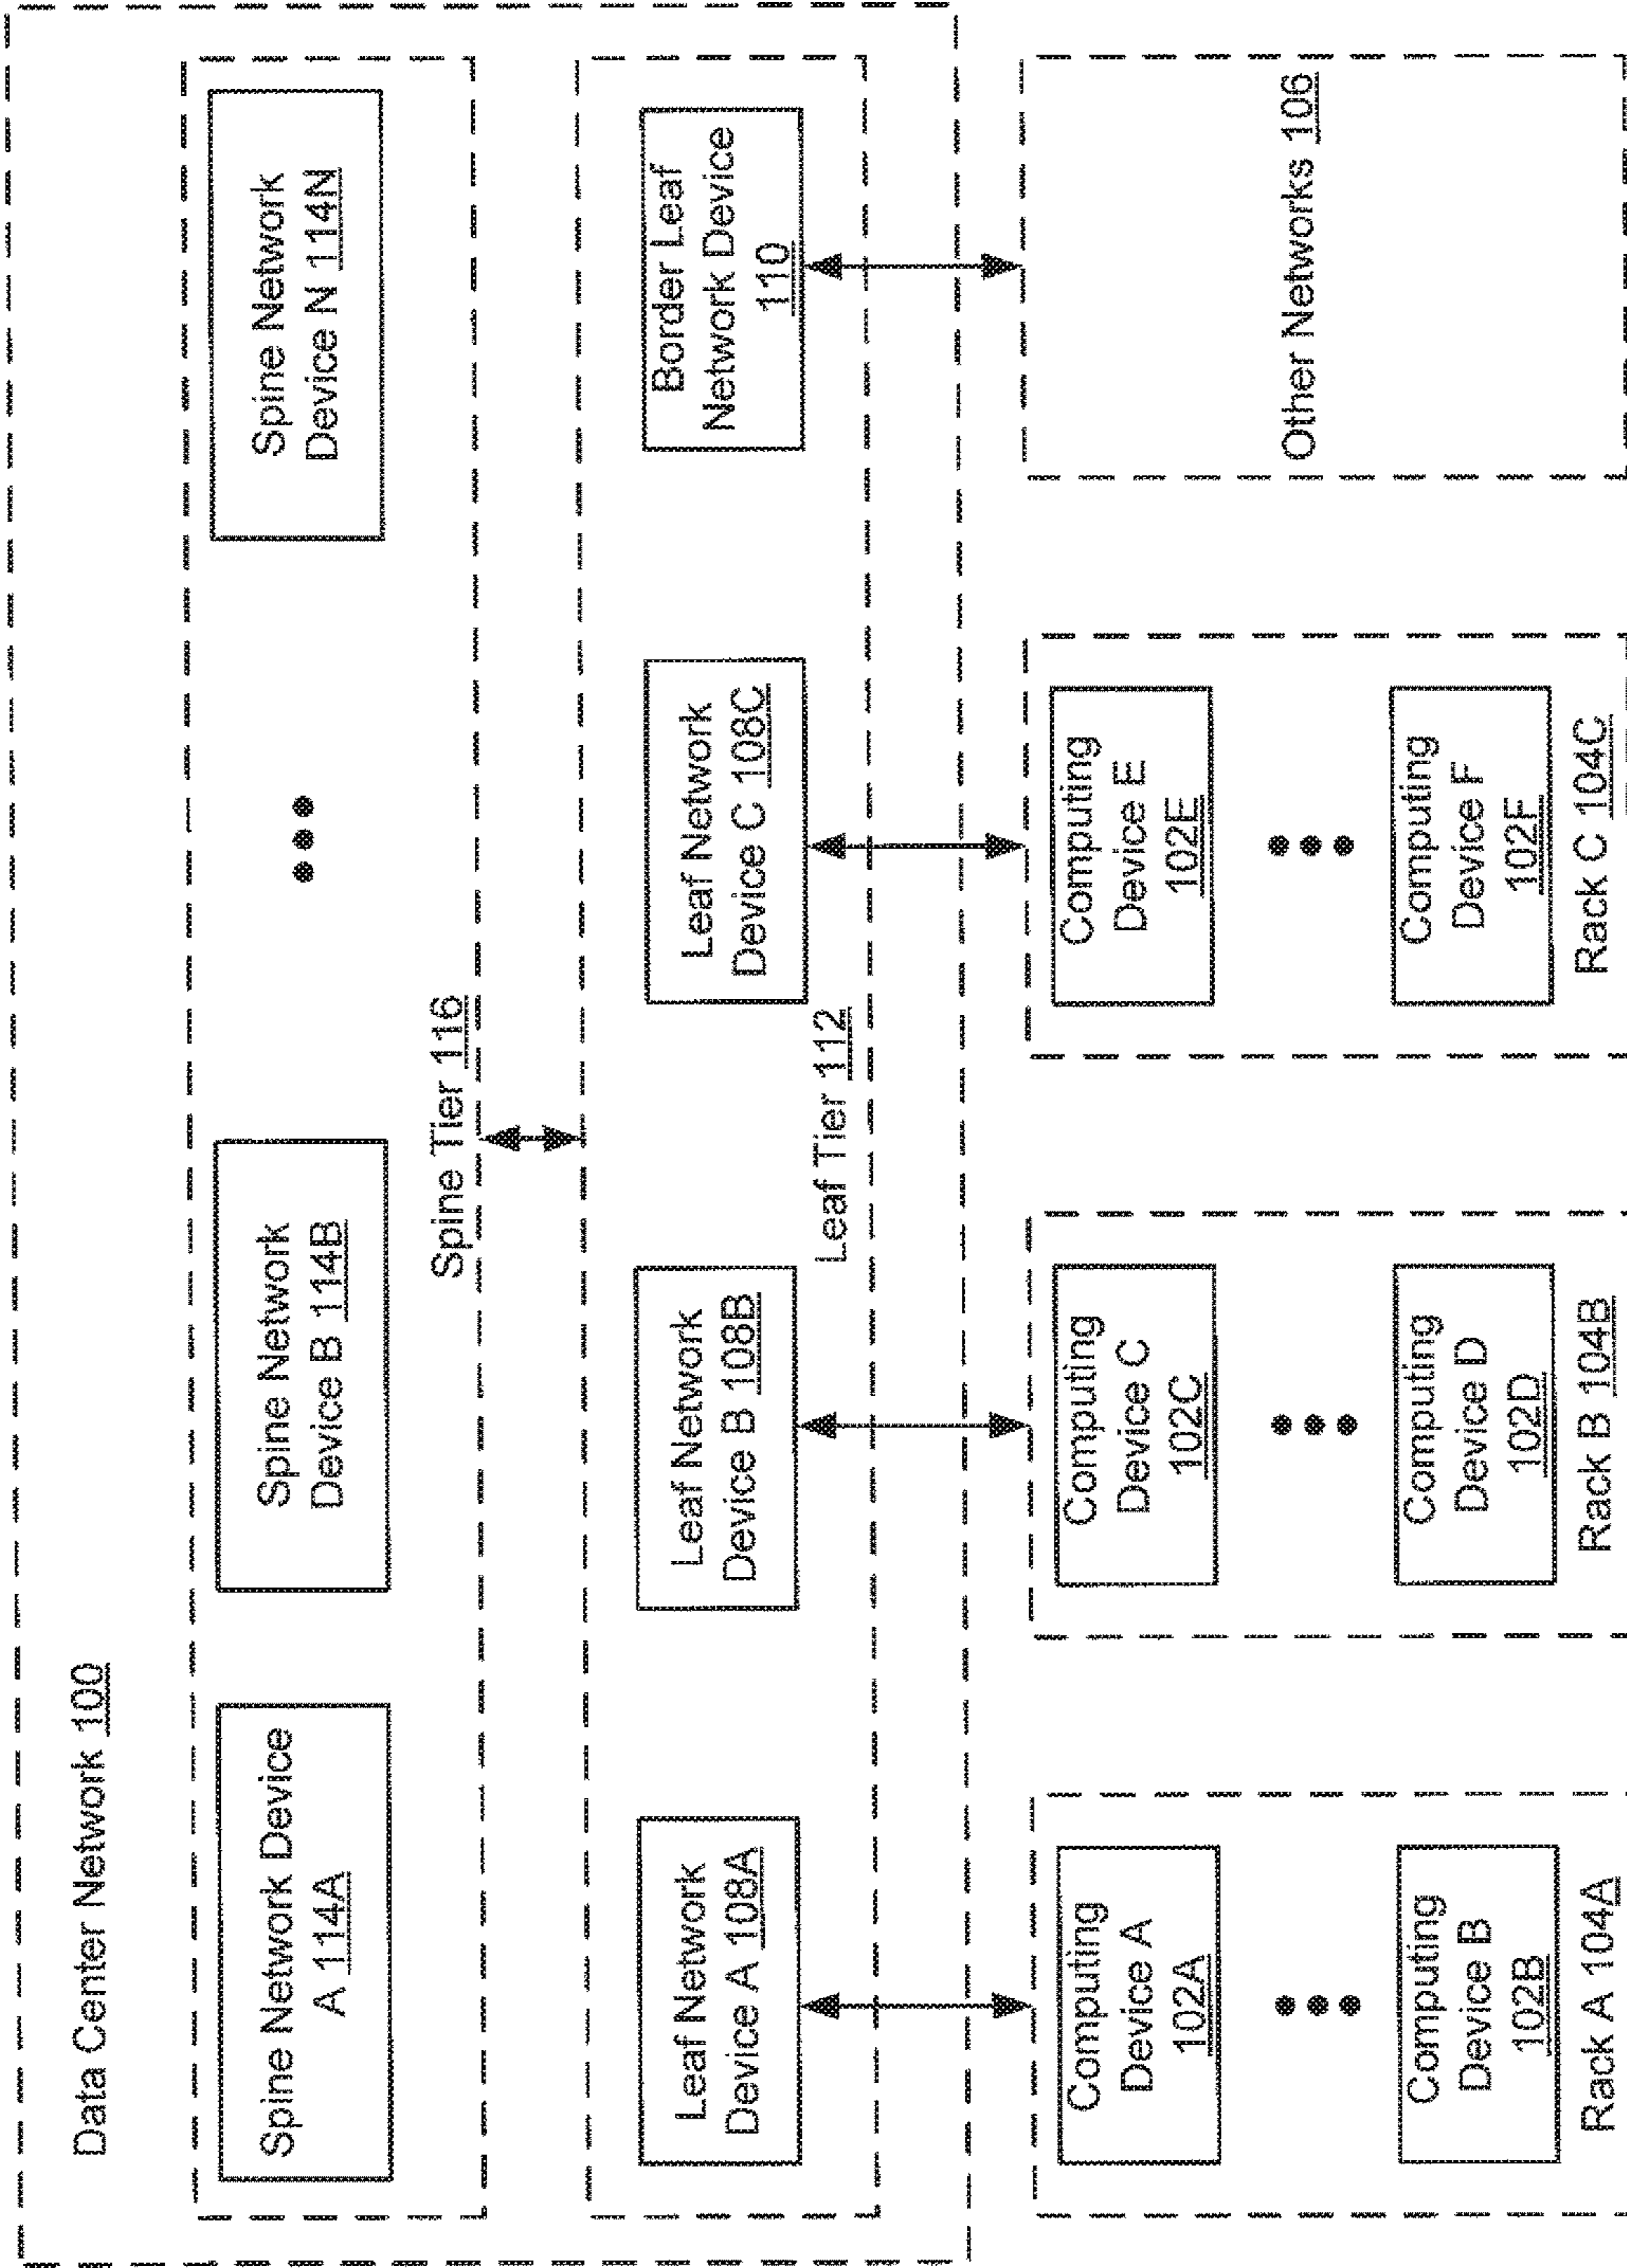 Data Center Network 100
Spine Network Device
A 114A
Spine Network
Device B 114B
Spine Network
Device N 114N
Spine Tier 116
Leaf Network
Device A 108A
Leaf Network
Device B 108B
Leaf Network
Device C 108C
Border Leaf
Network Device
110
Leaf Tier 112
Computing
Device A
102A
Computing
Device B
102B
Rack A 104A
Computing
Device C
102C
Computing
Device D
102D
Rack B 104B
Computing
Device E
102E
Computing
Device F
102F
Rack C 104C
Other Networks 106